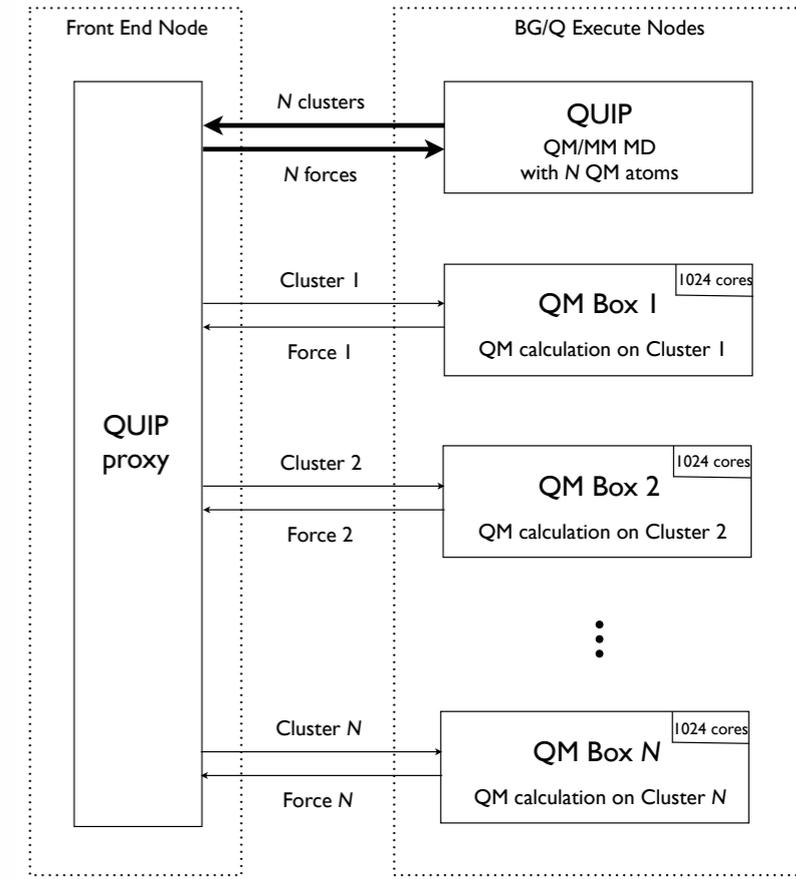 Front End Node
BG/Q Execute Nodes
N clusters
N forces
QUIP
QM/MM MD
with N QM atoms
Cluster 1
Force 1
1024 cores
QM Box 1
QM calculation on Cluster 1
QUIP
proxy
Cluster 2
Force 2
1024 cores
QM Box 2
QM calculation on Cluster 2
Cluster N
Force N
1024 cores
QM Box N
QM calculation on Cluster N